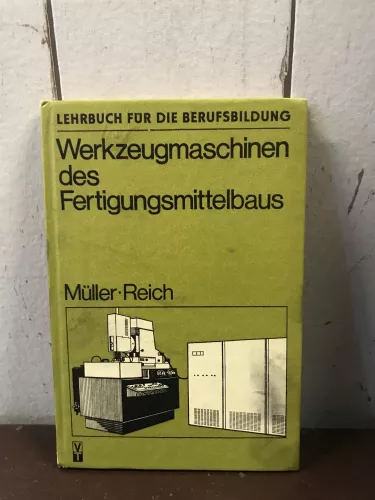 LEHRBUCH FÜR DIE BERUFSBILDUNG
Werkzeugmaschinen
des
Fertigungsmittelbaus
Müller·Reich
VT